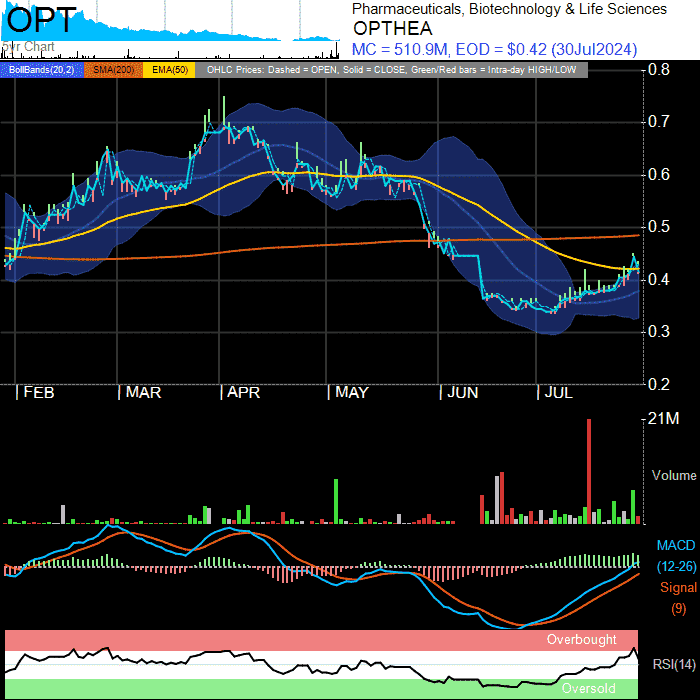 OPT
Pharmaceuticals, Biotechnology & Life Sciences
OPTHEA
5yr Chart
MC = 510.9M, EOD = $0.42 (30Jul2024)
BollBands(20,2) SMA(200) EMA(50) OHLC Prices: Dashed = OPEN, Solid = CLOSE, Green/Red bars = Intra-day HIGH/LOW
0.8
0.7
0.6
0.5
0.4
0.3
0.2
FEB MAR APR MAY JUN JUL
21M
Volume
MACD
(12-26)
Signal
(9)
Overbought
RSI(14)
Oversold